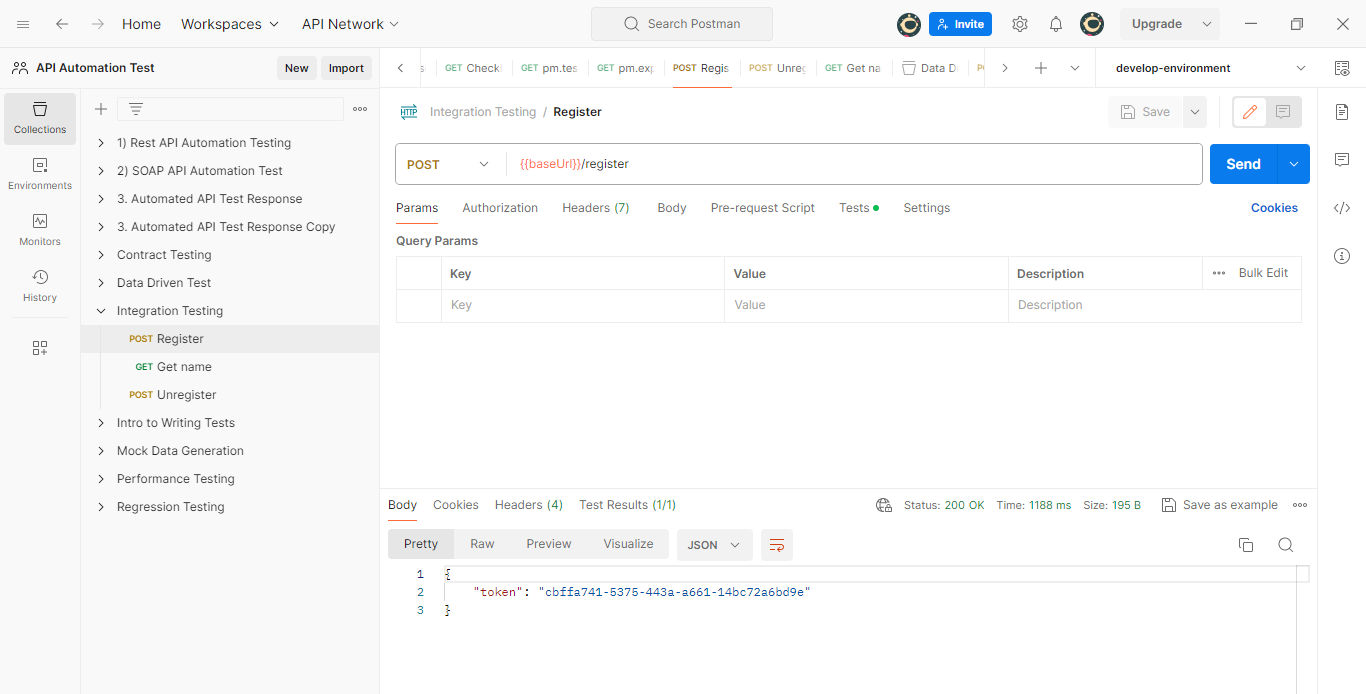 Home Workspaces API Network Search Postman Invite Upgrade
API Automation Test New Import
GET Checki GET pm.tes GET pm.exp POST Regis POST Unreg GET Get na Data D develop-environment
Collections
Environments
Monitors
History
1) Rest API Automation Testing
2) SOAP API Automation Test
3. Automated API Test Response
3. Automated API Test Response Copy
Contract Testing
Data Driven Test
Integration Testing
POST Register
GET Get name
POST Unregister
Intro to Writing Tests
Mock Data Generation
Performance Testing
Regression Testing
HTTP Integration Testing / Register Save
POST {{baseUrl}}/register Send
Params Authorization Headers (7) Body Pre-request Script Tests Settings Cookies
Query Params
Key Value Description Bulk Edit
Key Value Description
Body Cookies Headers (4) Test Results (1/1) Status: 200 OK Time: 1188 ms Size: 195 B Save as example
Pretty Raw Preview Visualize JSON
1 {
2 "token": "cbffa741-5375-443a-a661-14bc72a6bd9e"
3 }